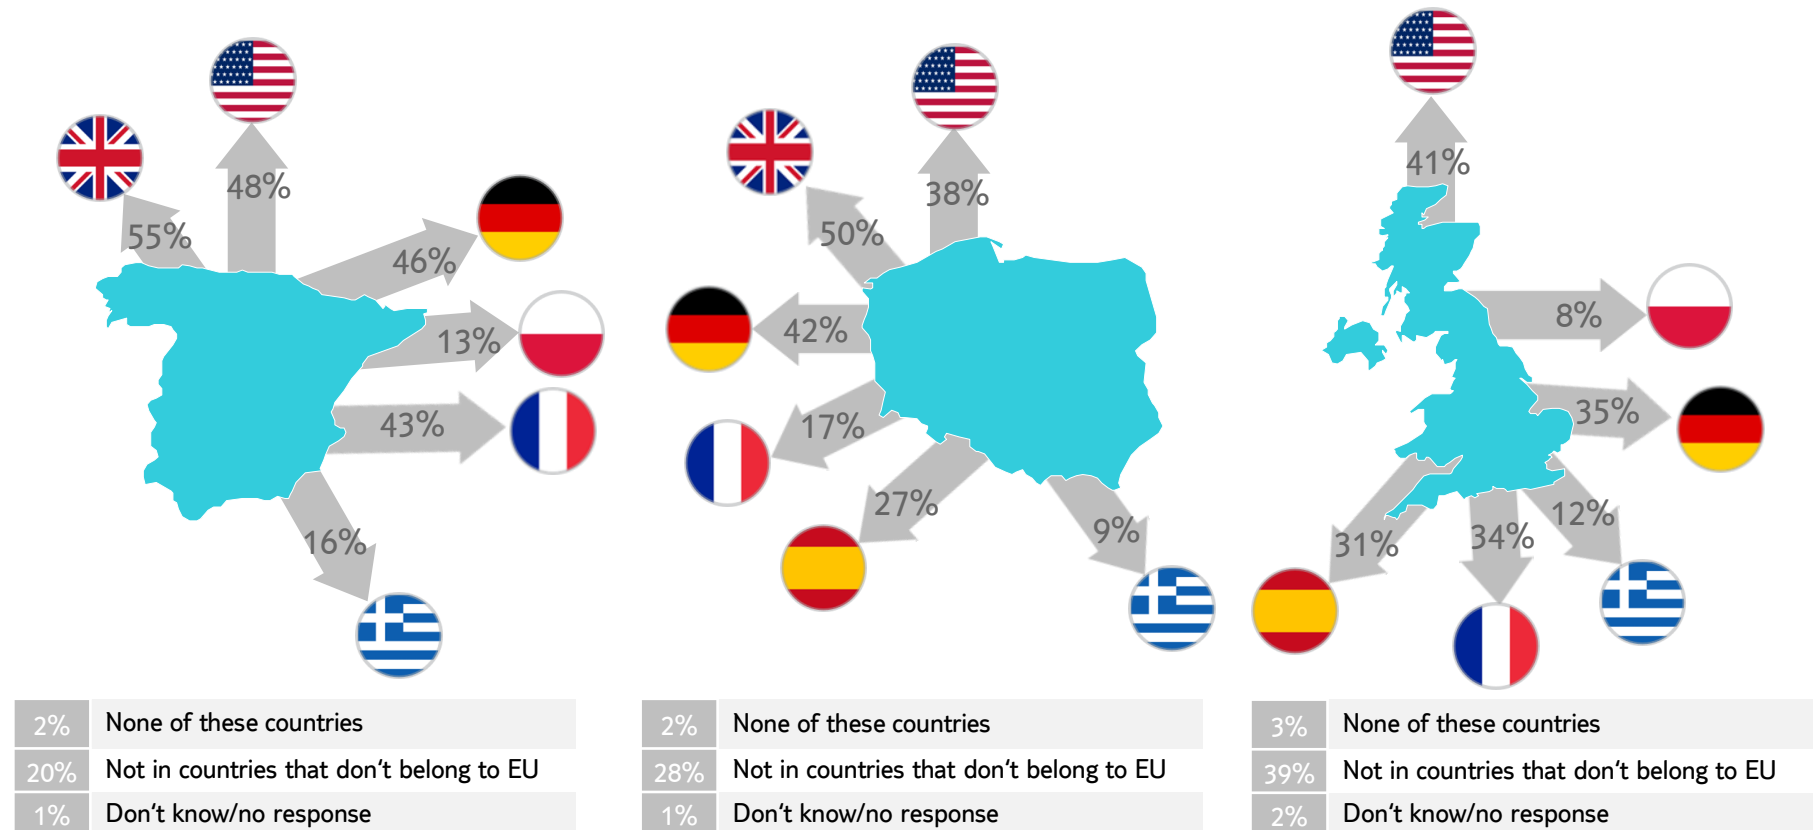 48%
55%
46%
13%
43%
16%
2% None of these countries
20% Not in countries that don't belong to EU
1% Don't know/no response
38%
50%
42%
17%
27%
9%
2% None of these countries
28% Not in countries that don't belong to EU
1% Don't know/no response
41%
8%
35%
12%
34%
31%
3% None of these countries
39% Not in countries that don't belong to EU
2% Don't know/no response